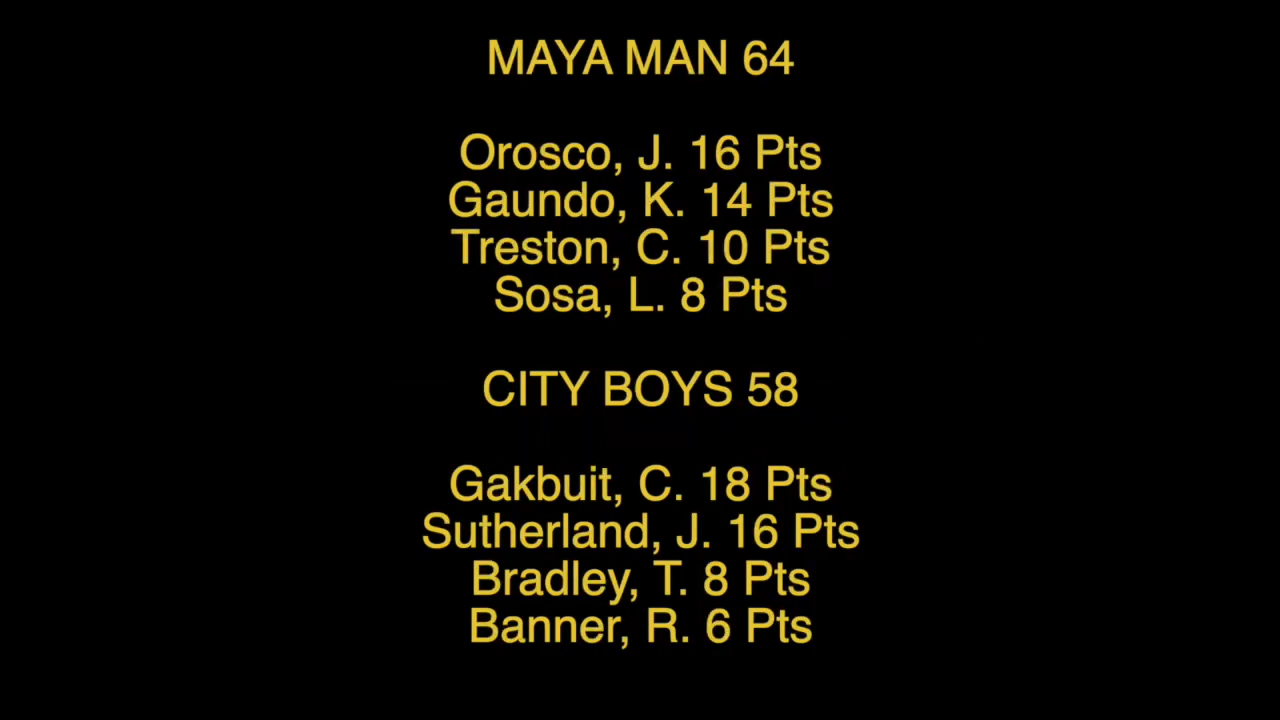 MAYA MAN 64
Orosco, J. 16 Pts
Gaundo, K. 14 Pts
Treston, C. 10 Pts
Sosa, L. 8 Pts
CITY BOYS 58
Gakbuit, C. 18 Pts
Sutherland, J. 16 Pts
Bradley, T. 8 Pts
Banner, R. 6 Pts